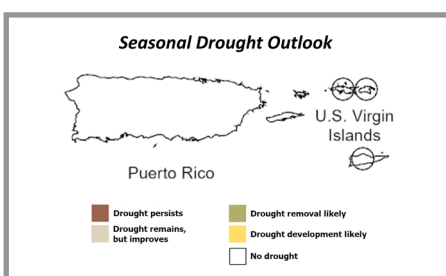 Seasonal Drought Outlook
U.S. Virgin
Islands
Puerto Rico
Drought persists
Drought remains,
but improves
Drought removal likely
Drought development likely
No drought